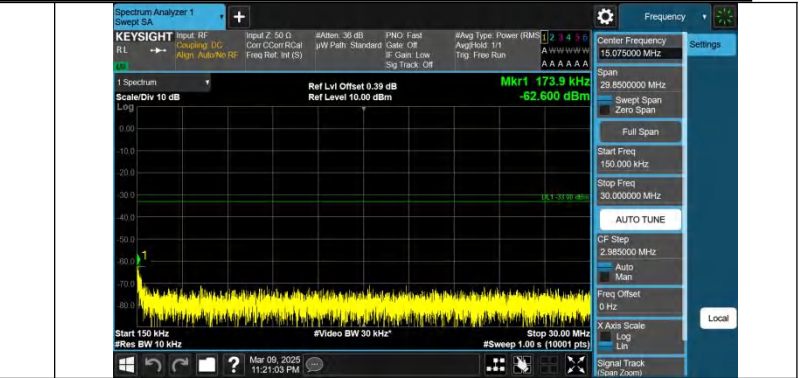 Spectrum Analyzer 1
Swept SA
Frequency
KEYSIGHT
RL
Input: RF
Coupling: DC
Align: Auto/No RF
Input Z: 50 Ω
Corr CCorr RCal
Freq Ref: Int (S)
#Atten: 36 dB
µW Path: Standard
PNO: Fast
Gate: Off
IF Gain: Low
Sig Track: Off
#Avg Type: Power (RMS
Avg|Hold: 1/1
Trig: Free Run
1 2 3 4 5 6
A W W W W W
A A A A A A
Center Frequency
15.075000 MHz
Settings
1 Spectrum
Scale/Div 10 dB
Log
Ref Lvl Offset 0.39 dB
Ref Level 10.00 dBm
Mkr1 173.9 kHz
-62.600 dBm
Span
29.8500000 MHz
Swept Span
Zero Span
Full Span
Start Freq
150.000 kHz
Stop Freq
30.000000 MHz
AUTO TUNE
CF Step
2.985000 MHz
Auto
Man
Freq Offset
0 Hz
X Axis Scale
Log
Lin
Signal Track
(Span Zoom)
Local
0.00
-10.0
-20.0
-30.0
-40.0
-50.0
-60.0
-70.0
-80.0
1
Start 150 kHz
#Res BW 10 kHz
#Video BW 30 kHz*
Stop 30.00 MHz
#Sweep 1.00 s (10001 pts)
?
Mar 09, 2025
11:21:03 PM